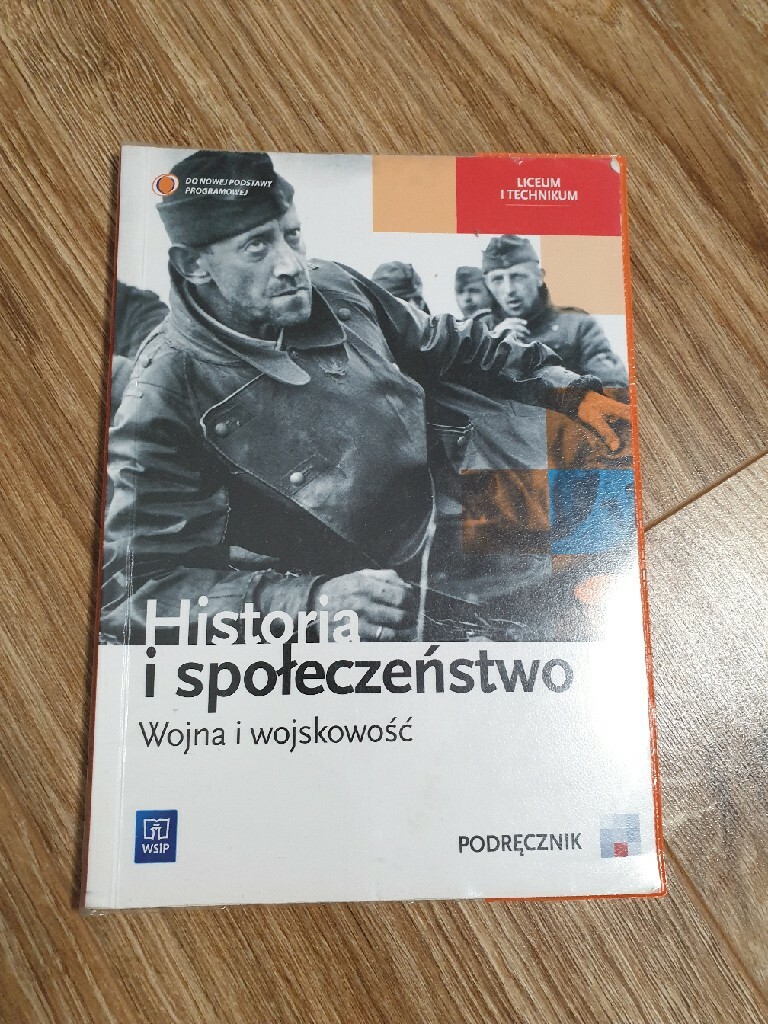 DO NOWEJ PODSTAWY
PROGRAMOWEJ
LICEUM
I TECHNIKUM
Historia
i społeczeństwo
Wojna i wojskowość
WSiP
PODRĘCZNIK